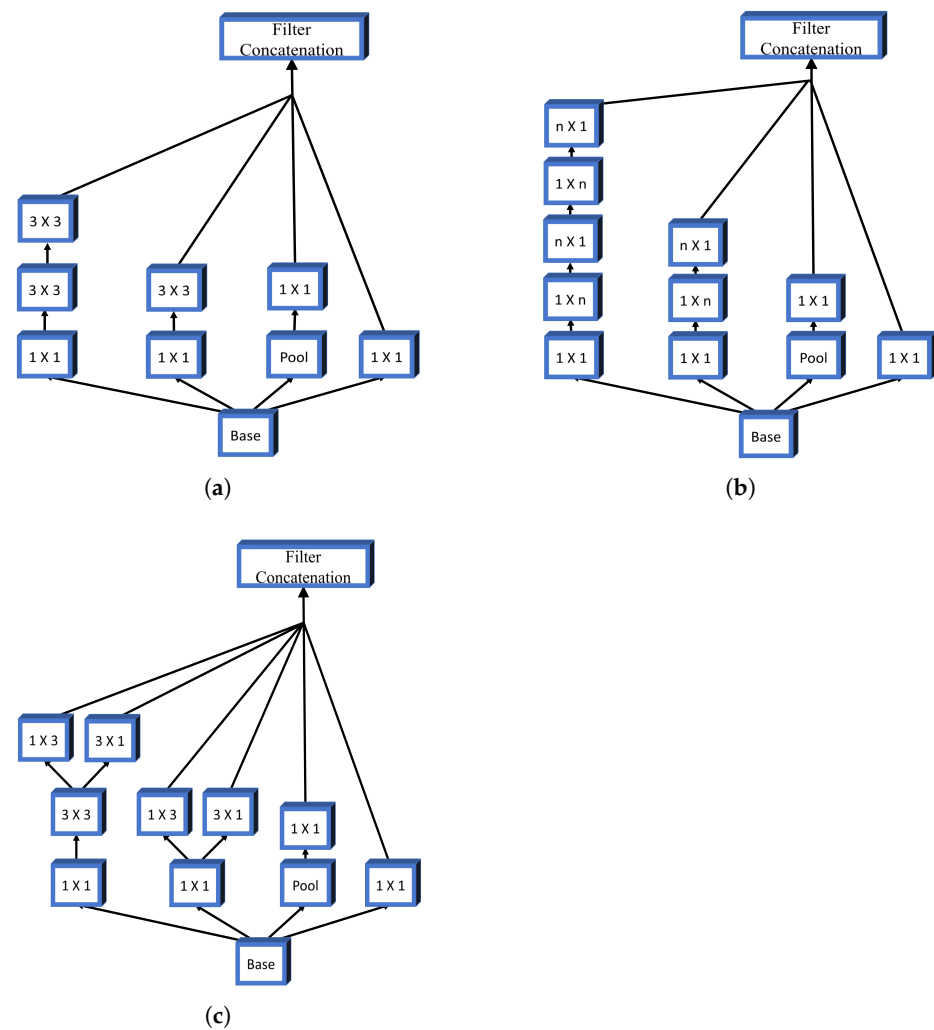 Filter
Concatenation
3 X 3
3 X 3
3 X 3
1 X 1
1 X 1
1 X 1
Pool
1 X 1
Base
(a)
Filter
Concatenation
n X 1
1 X n
n X 1
n X 1
1 X n
1 X n
1 X 1
1 X 1
1 X 1
Pool
1 X 1
Base
(b)
Filter
Concatenation
1 X 3
3 X 1
3 X 3
1 X 3
3 X 1
1 X 1
1 X 1
1 X 1
Pool
1 X 1
Base
(c)